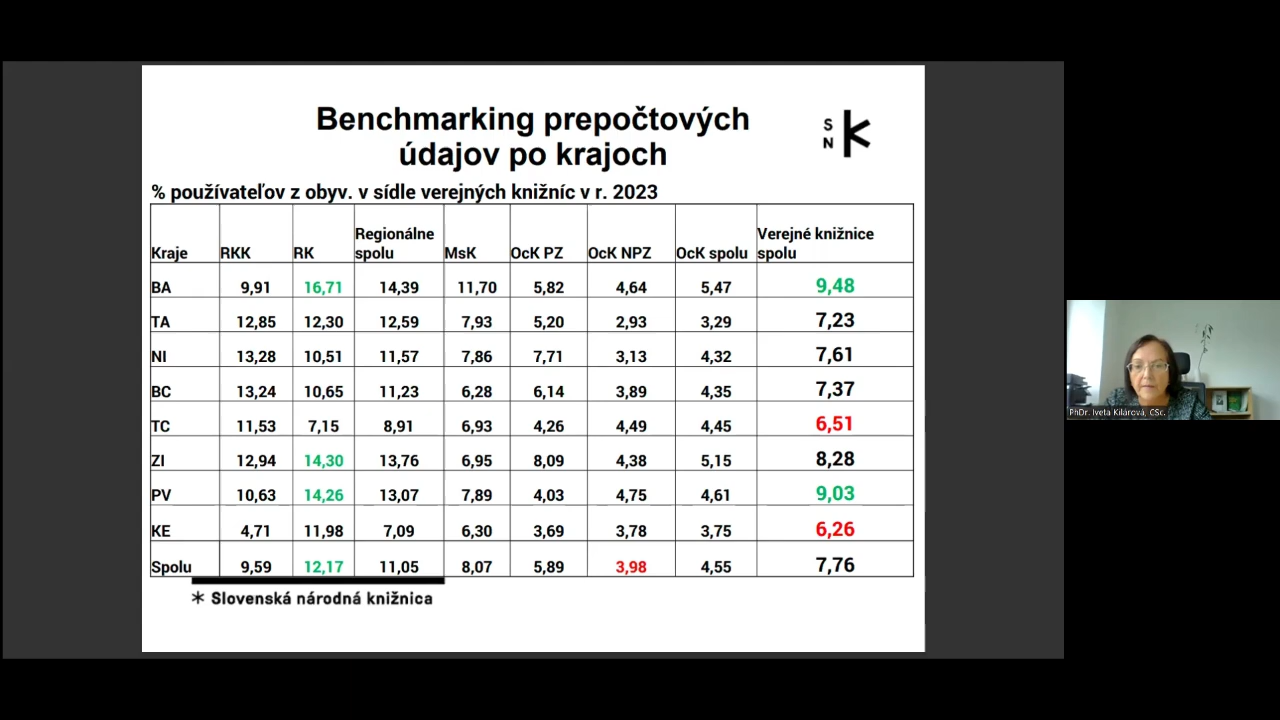 Benchmarking prepočtových
údajov po krajoch
S
N
% používateľov z obyv. v sídle verejných knižníc v r. 2023
Kraje RKK RK Regionálne spolu MsK OcK PZ OcK NPZ OcK spolu Verejné knižnice spolu
BA 9,91 16,71 14,39 11,70 5,82 4,64 5,47 9,48
TA 12,85 12,30 12,59 7,93 5,20 2,93 3,29 7,23
NI 13,28 10,51 11,57 7,86 7,71 3,13 4,32 7,61
BC 13,24 10,65 11,23 6,28 6,14 3,89 4,35 7,37
TC 11,53 7,15 8,91 6,93 4,26 4,49 4,45 6,51
ZI 12,94 14,30 13,76 6,95 8,09 4,38 5,15 8,28
PV 10,63 14,26 13,07 7,89 4,03 4,75 4,61 9,03
KE 4,71 11,98 7,09 6,30 3,69 3,78 3,75 6,26
Spolu 9,59 12,17 11,05 8,07 5,89 3,98 4,55 7,76
* Slovenská národná knižnica
PhDr. Iveta Kilárová, CSc.